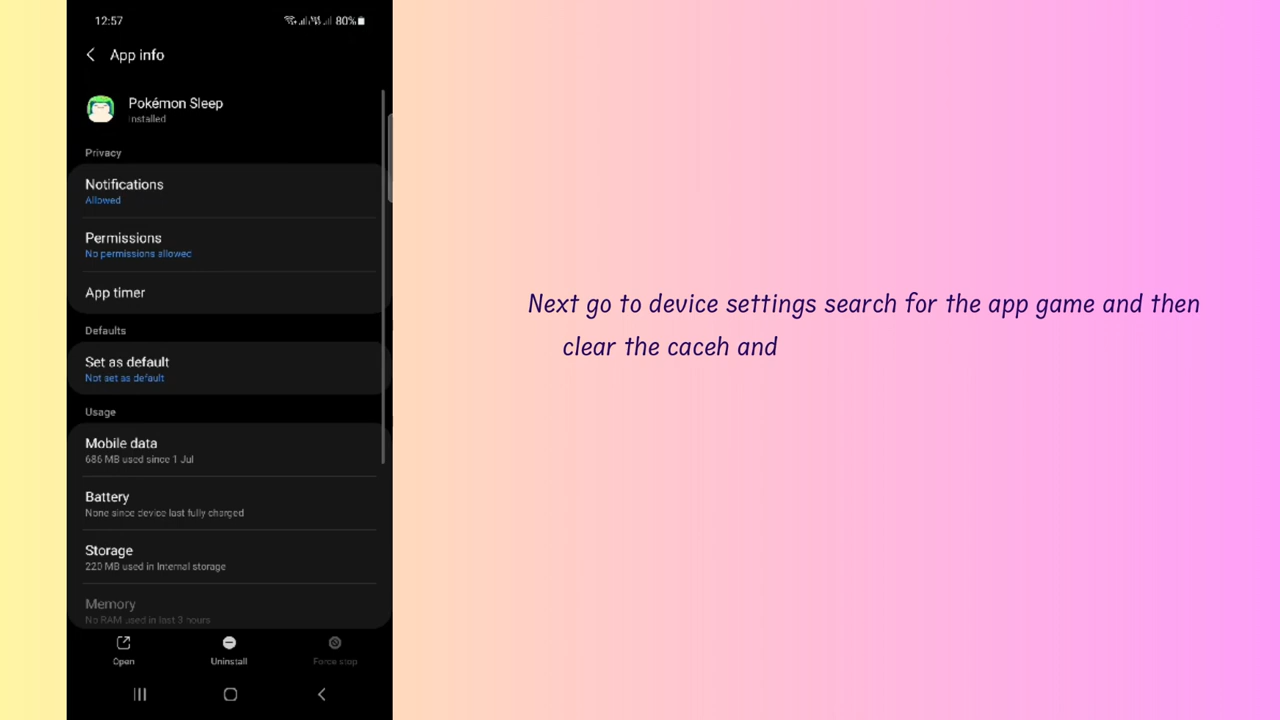 12:57
80%
App info
Pokémon Sleep
Installed
Privacy
Notifications
Allowed
Permissions
No permissions allowed
App timer
Defaults
Set as default
Not set as default
Usage
Mobile data
686 MB used since 1 Jul
Battery
None since device last fully charged
Storage
220 MB used in Internal storage
Memory
No RAM used in last 3 hours
Open
Uninstall
Force stop
Next go to device settings search for the app game and then
clear the caceh and